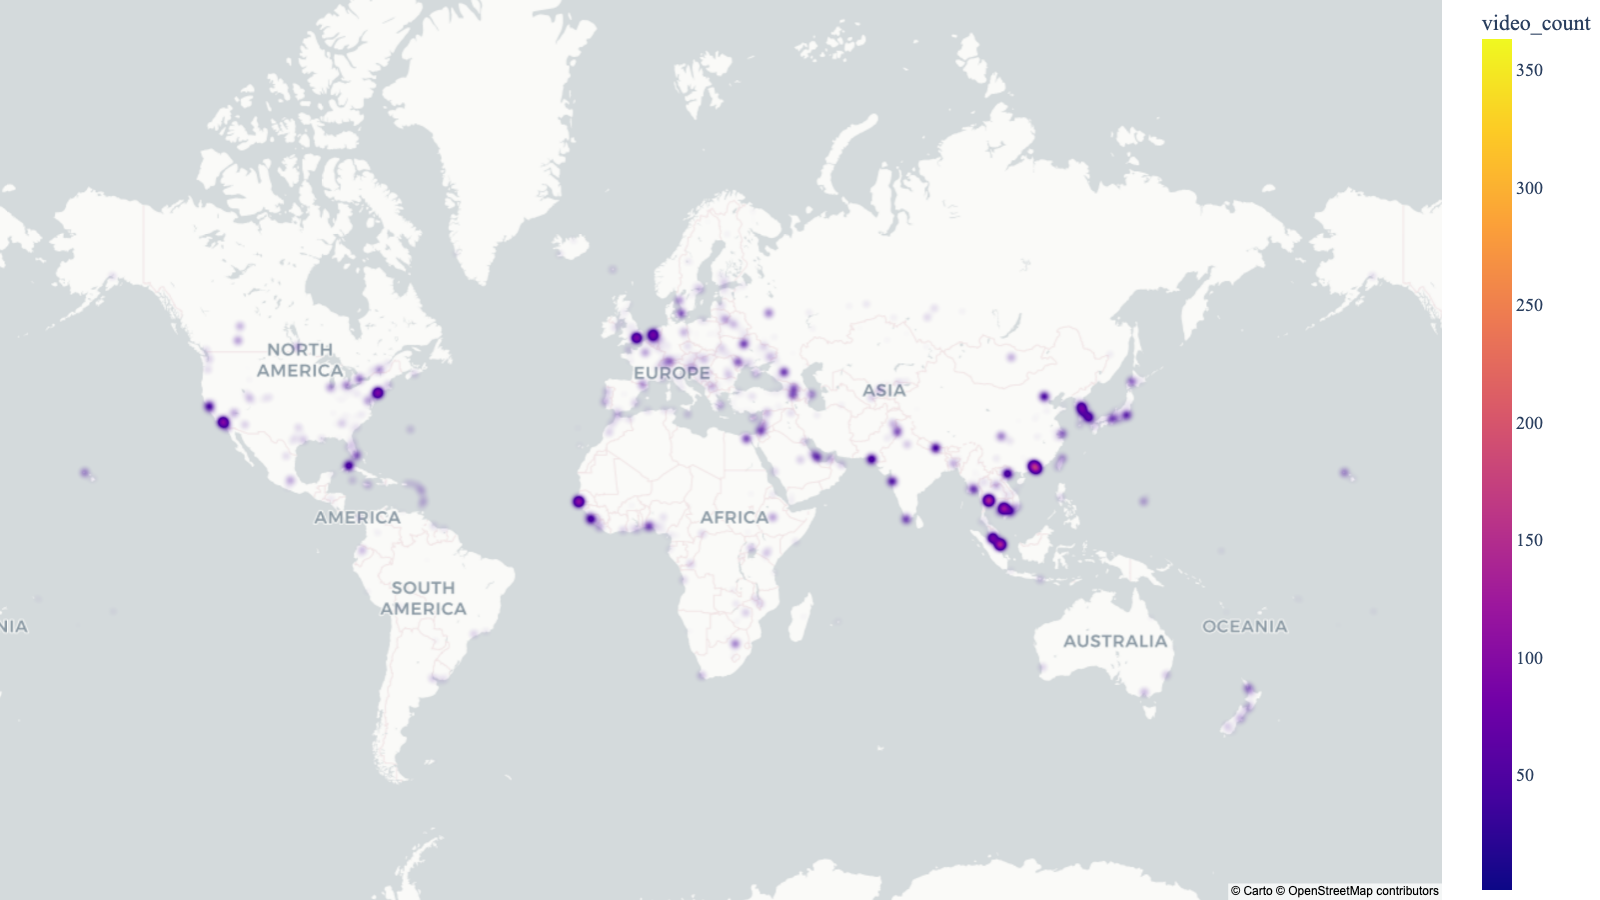 video_count
350
300
250
200
150
100
50
NORTH
AMERICA
EUROPE
ASIA
AMERICA
AFRICA
SOUTH
AMERICA
NIA
OCEANIA
AUSTRALIA
© Carto © OpenStreetMap contributors